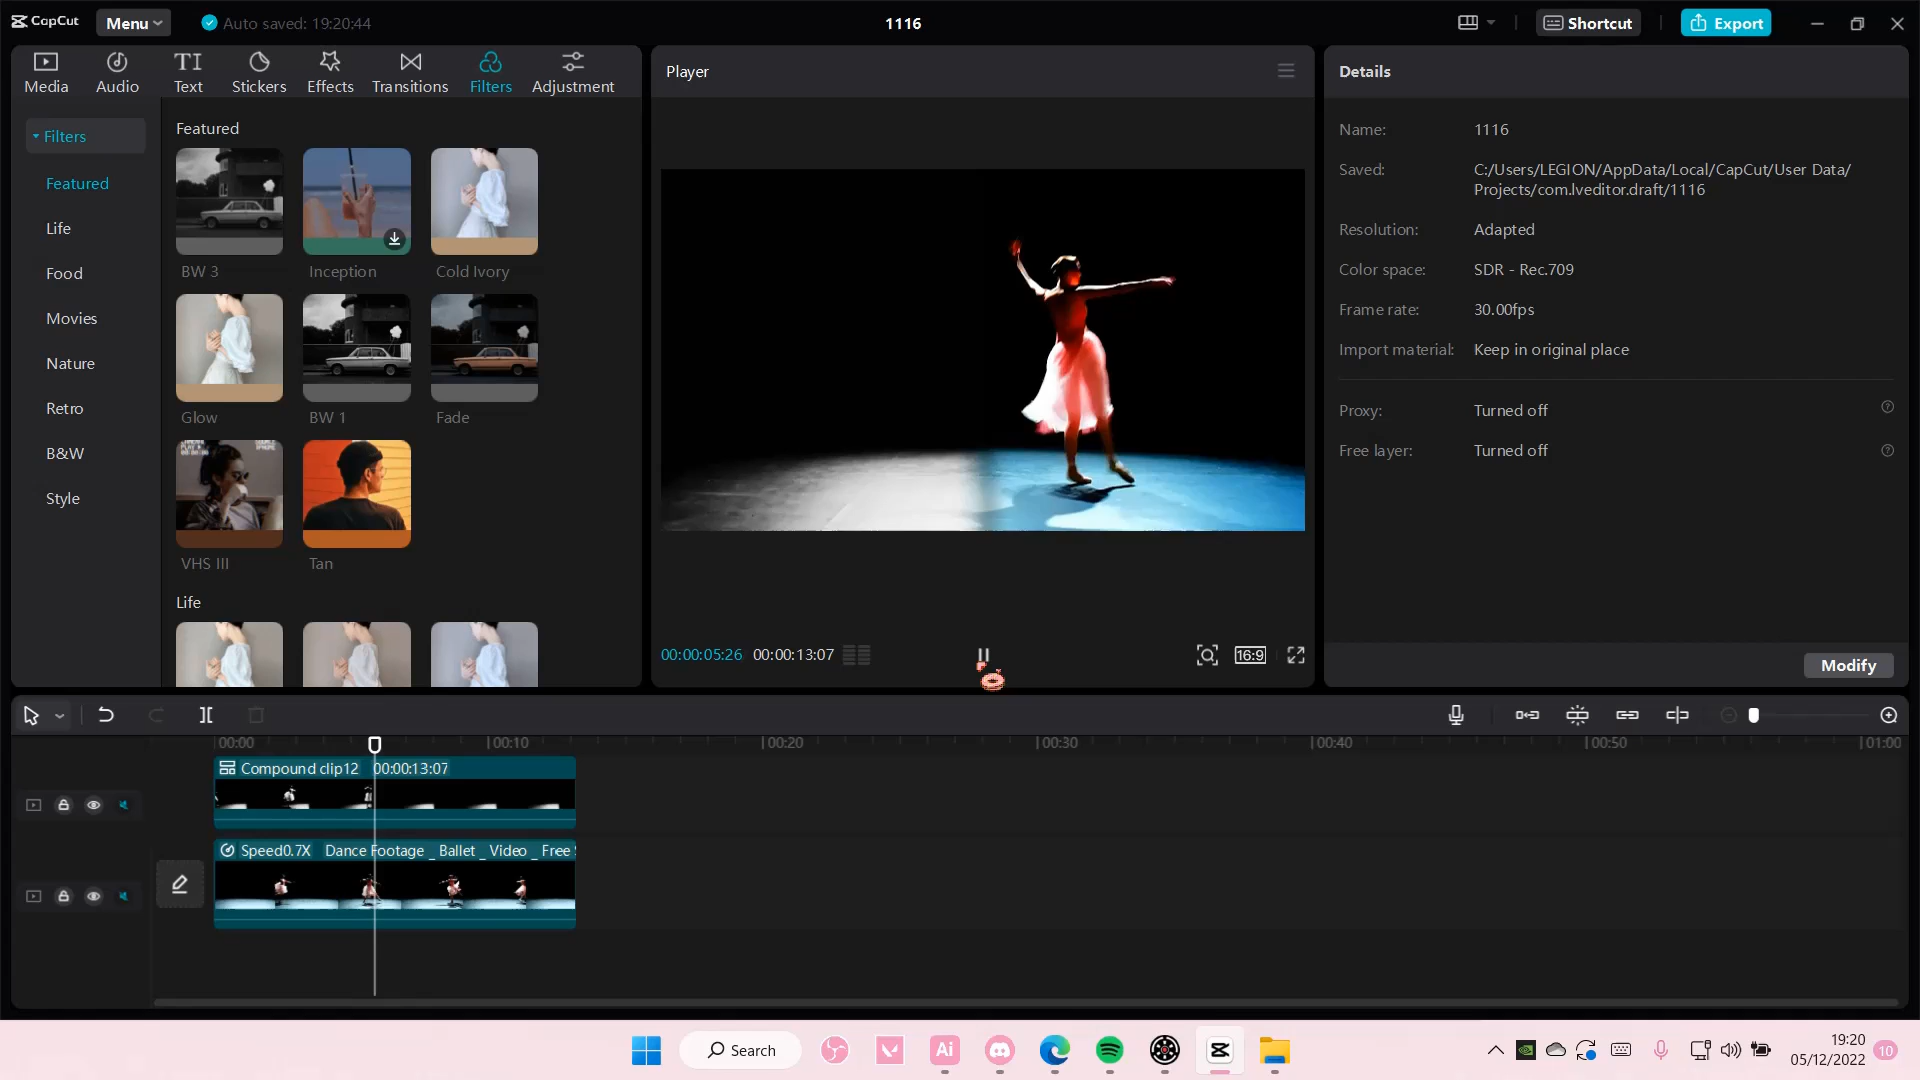 CapCut
Menu
Auto saved: 19:20:44
1116
Shortcut
Export
Media
Audio
Text
Stickers
Effects
Transitions
Filters
Adjustment
Filters
Featured
Life
Food
Movies
Nature
Retro
B&W
Style
Featured
BW 3
Inception
Cold Ivory
Glow
BW 1
Fade
VHS III
Tan
Life
Player
00:00:05:26 00:00:13:07
16:9
Details
Name: 1116
Saved: C:/Users/LEGION/AppData/Local/CapCut/User Data/
Projects/com.lveditor.draft/1116
Resolution: Adapted
Color space: SDR - Rec.709
Frame rate: 30.00fps
Import material: Keep in original place
Proxy: Turned off
Free layer: Turned off
Modify
00:00 00:10 00:20 00:30 00:40 00:50 01:00
Compound clip12 00:00:13:07
Speed0.7X Dance Footage _ Ballet _ Video _ Free
Search
Ai
19:20
05/12/2022
10